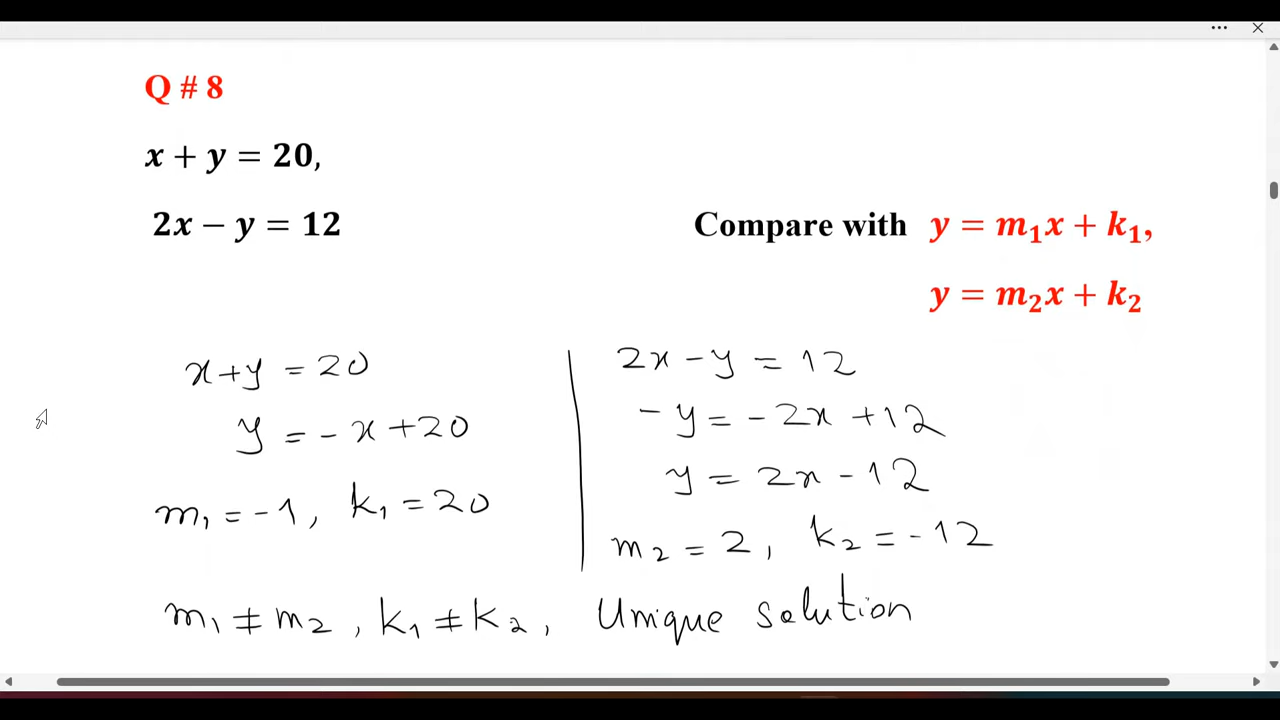 Q # 8
x + y = 20,
2x − y = 12
Compare with y = m₁x + k₁,
y = m₂x + k₂
x + y = 20
y = - x + 20
m₁ = -1, k₁ = 20
2x - y = 12
- y = - 2x + 12
y = 2x - 12
m₂ = 2, k₂ = -12
m₁ ≠ m₂, k₁ ≠ k₂, Unique solution